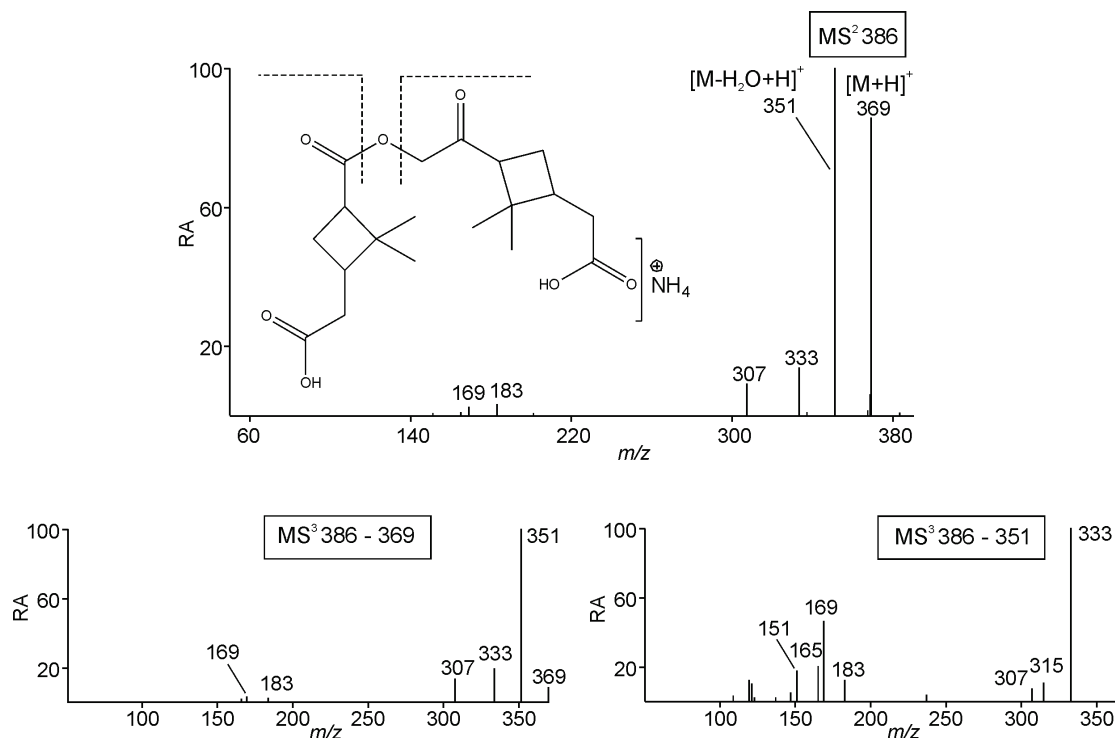 MS² 386
[M-H₂O+H]⁺
[M+H]⁺
351
369
100
60
20
RA
O
O
O
O
OH
HO
O
⊕
NH₄
169
183
307
333
60
140
220
300
380
m/z
MS³ 386 - 369
100
60
20
RA
351
169
183
307
333
369
100
150
200
250
300
350
m/z
MS³ 386 - 351
100
60
20
RA
333
169
151
165
183
307
315
100
150
200
250
300
350
m/z